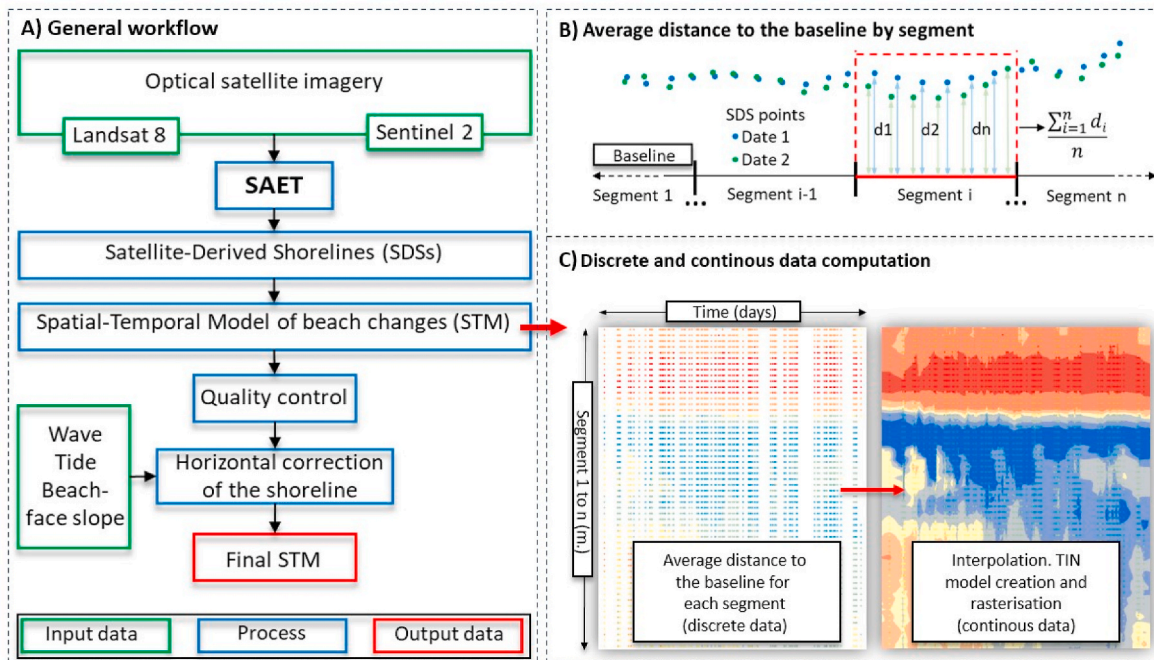 A) General workflow
Optical satellite imagery
Landsat 8
Sentinel 2
SAET
Satellite-Derived Shorelines (SDSs)
Spatial-Temporal Model of beach changes (STM)
Quality control
Wave
Tide
Beach-
face slope
Horizontal correction
of the shoreline
Final STM
Input data
Process
Output data
B) Average distance to the baseline by segment
SDS points
Date 1
Date 2
d1
d2
dn
∑ⁿᵢ₌₁ dᵢ
n
Baseline
Segment 1
...
Segment i-1
Segment i
...
Segment n
C) Discrete and continous data computation
Time (days)
Segment 1 to n (m.)
Average distance to
the baseline for
each segment
(discrete data)
Interpolation. TIN
model creation and
rasterisation
(continous data)